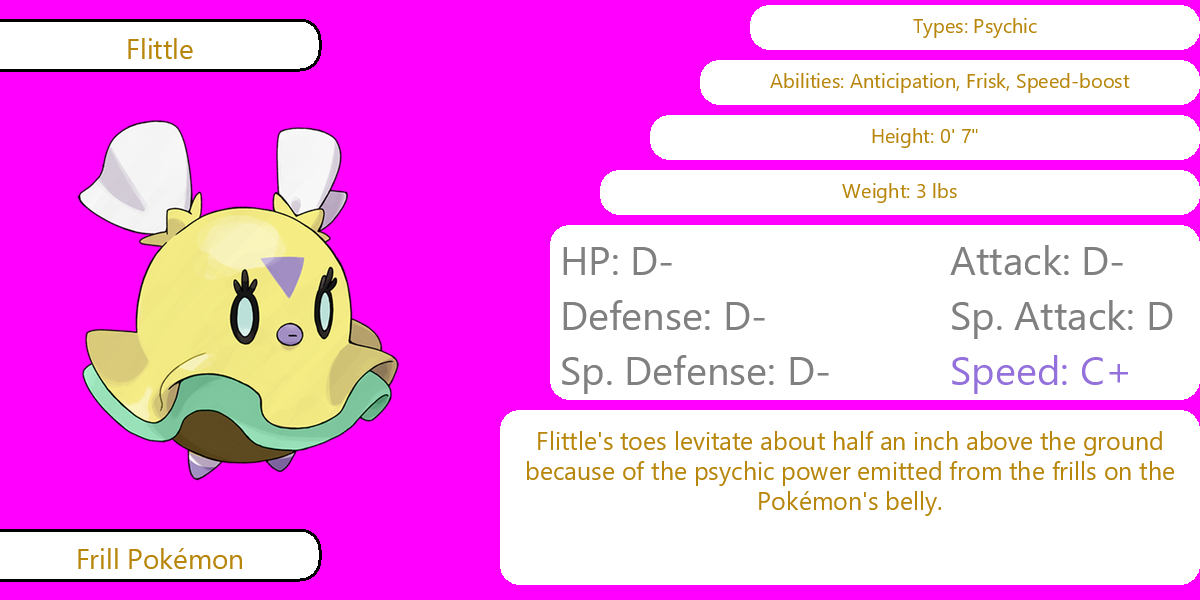 Flittle
Types: Psychic
Abilities: Anticipation, Frisk, Speed-boost
Height: 0' 7"
Weight: 3 lbs
HP: D-
Attack: D-
Defense: D-
Sp. Attack: D
Sp. Defense: D-
Speed: C+
Flittle's toes levitate about half an inch above the ground
because of the psychic power emitted from the frills on the
Pokémon's belly.
Frill Pokémon